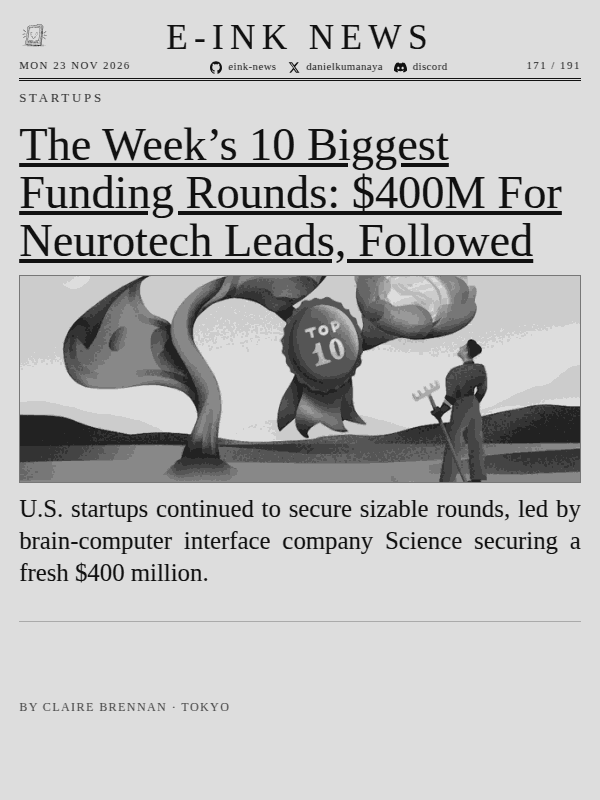 E-INK NEWS
MON 23 NOV 2026 eink-news danielkumanaya discord 171 / 191
STARTUPS
The Week’s 10 Biggest
Funding Rounds: $400M For
Neurotech Leads, Followed
TOP
10
U.S. startups continued to secure sizable rounds, led by
brain-computer interface company Science securing a
fresh $400 million.
BY CLAIRE BRENNAN · TOKYO